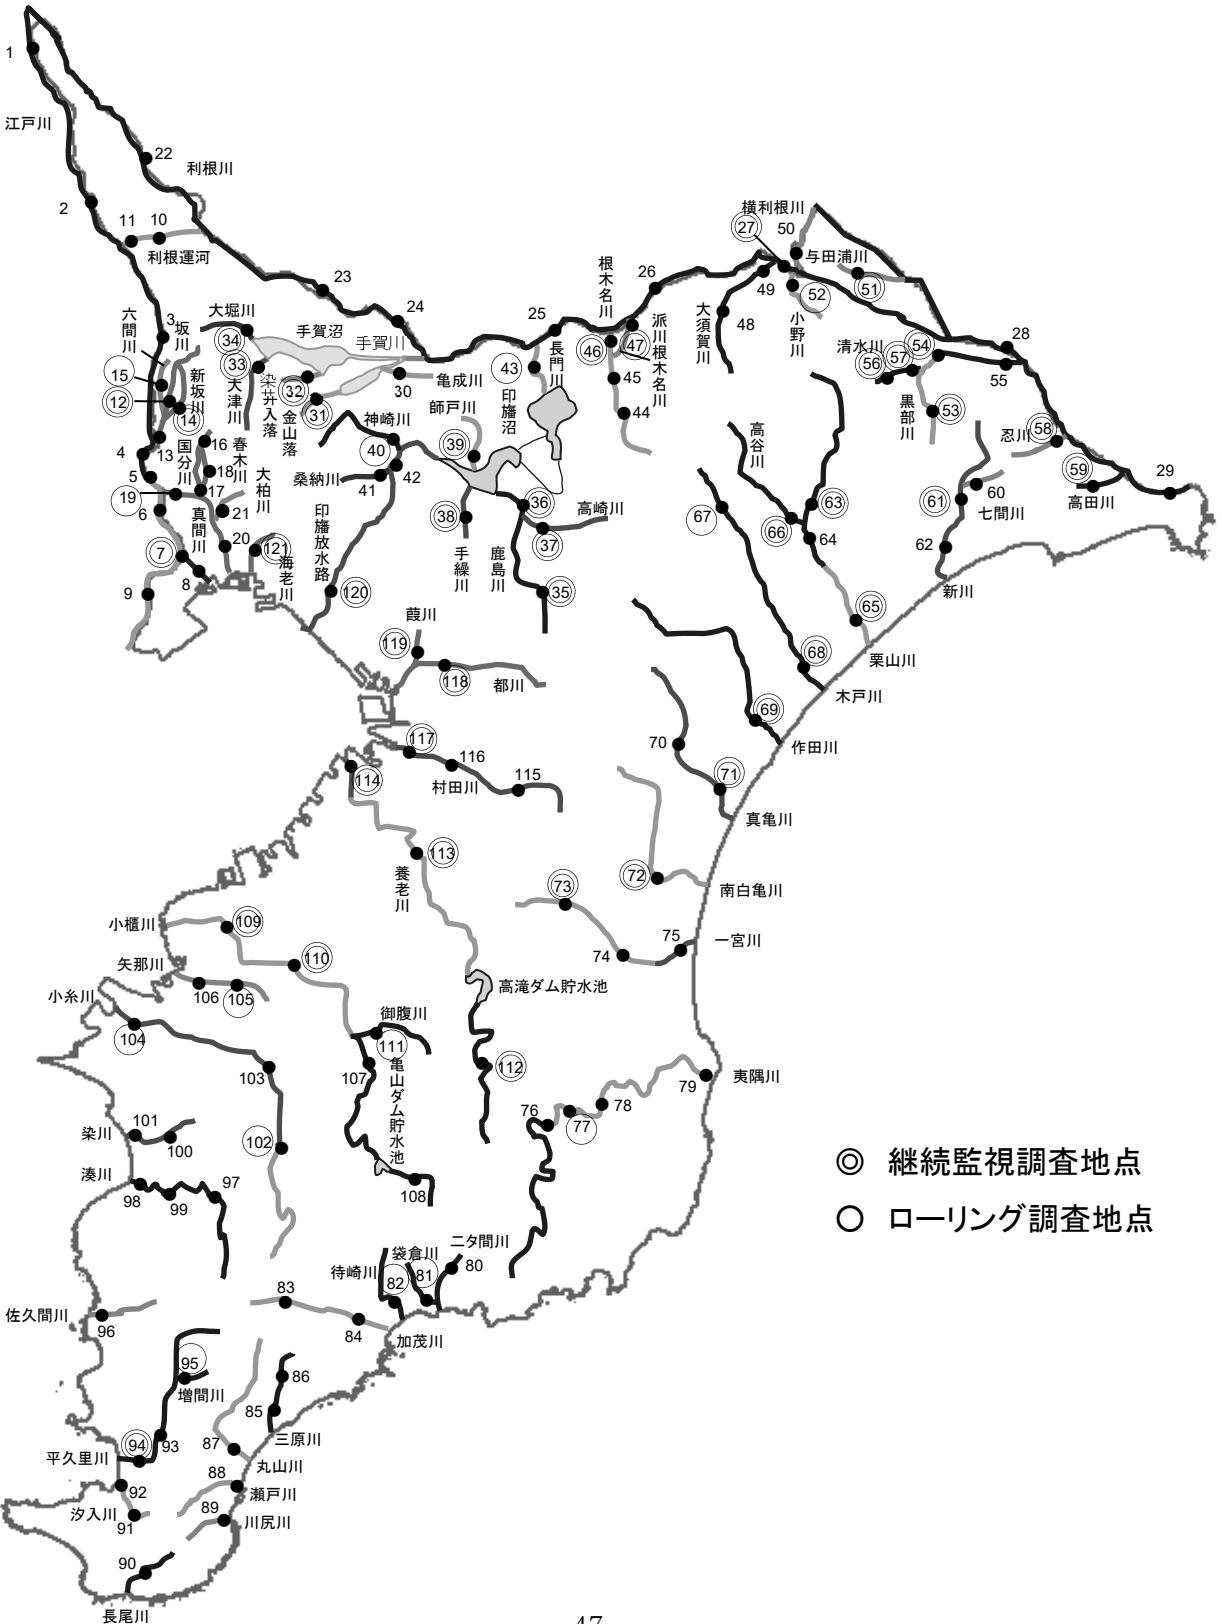 1
江戸川
22
利根川
2
11
10
利根運河
23
24
六間川
3
坂川
大堀川
34
手賀沼
手賀川
15
新坂川
33
大津川
染井入落
32
金山落
31
30
亀成川
12
14
4
13
国分川
16
春木川
18
大柏川
5
19
17
6
真間川
21
20
7
121
海老川
8
9
神崎川
40
42
桑納川
41
師戸川
39
印旛放水路
120
38
手繰川
鹿島川
36
高崎川
37
35
25
長門川
43
印旛沼
根木名川
26
派川根木名川
46
47
45
44
大須賀川
48
横利根川
27
50
49
与田浦川
51
52
小野川
28
清水川
54
57
56
55
黒部川
53
忍川
58
59
高田川
29
高谷川
60
61
七間川
62
新川
63
66
64
67
65
栗山川
68
木戸川
69
作田川
70
71
真亀川
葭川
119
118
都川
117
116
村田川
115
114
113
養老川
72
南白亀川
73
74
75
一宮川
小櫃川
109
矢那川
110
106
105
高滝ダム貯水池
小糸川
104
御腹川
111
103
107
亀山ダム貯水池
112
79
夷隅川
76
77
78
101
染川
100
102
湊川
98
99
97
108
◎ 継続監視調査地点
○ ローリング調査地点
二タ間川
袋倉川
待崎川
82
81
80
83
84
加茂川
佐久間川
96
95
増間川
86
85
三原川
94
93
平久里川
87
丸山川
92
88
瀬戸川
汐入川
91
89
川尻川
90
長尾川
47